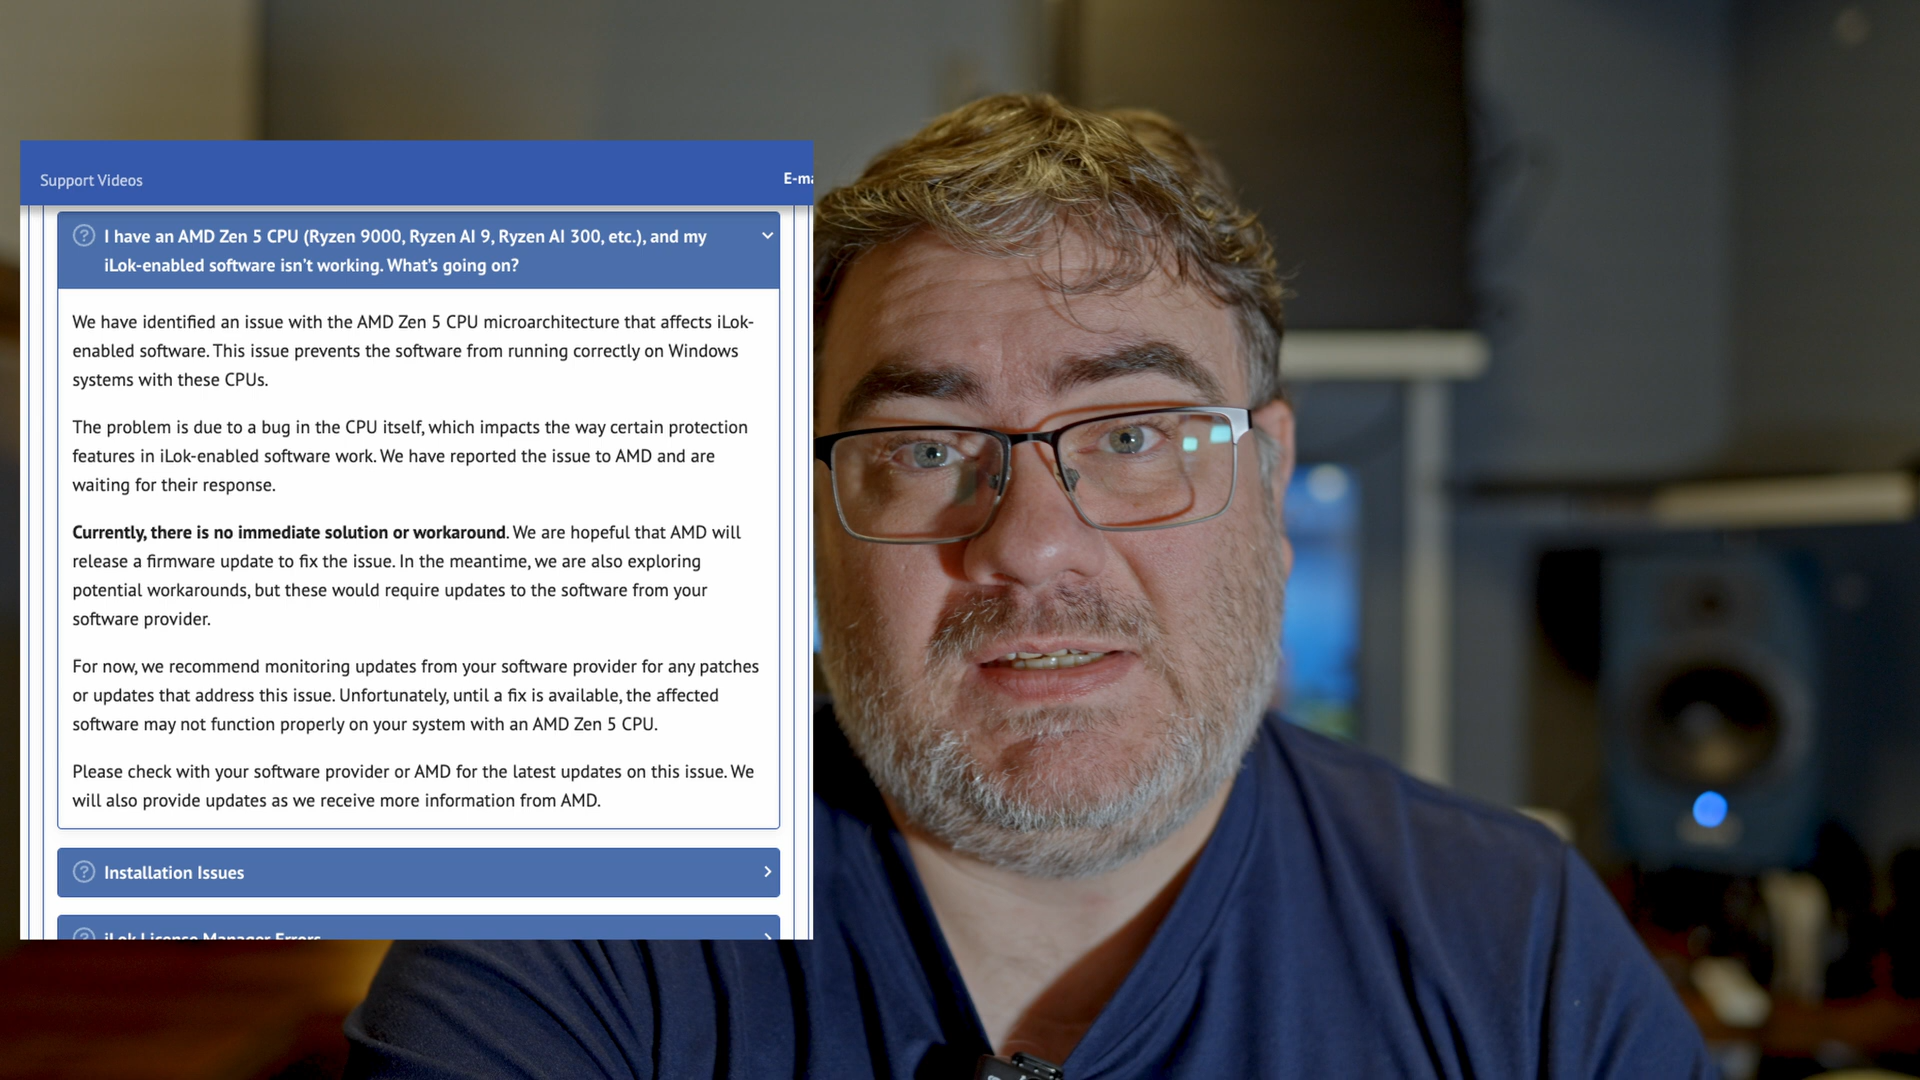 Support Videos
E-ma
I have an AMD Zen 5 CPU (Ryzen 9000, Ryzen AI 9, Ryzen AI 300, etc.), and my
iLok-enabled software isn’t working. What’s going on?
We have identified an issue with the AMD Zen 5 CPU microarchitecture that affects iLok-
enabled software. This issue prevents the software from running correctly on Windows
systems with these CPUs.
The problem is due to a bug in the CPU itself, which impacts the way certain protection
features in iLok-enabled software work. We have reported the issue to AMD and are
waiting for their response.
Currently, there is no immediate solution or workaround. We are hopeful that AMD will
release a firmware update to fix the issue. In the meantime, we are also exploring
potential workarounds, but these would require updates to the software from your
software provider.
For now, we recommend monitoring updates from your software provider for any patches
or updates that address this issue. Unfortunately, until a fix is available, the affected
software may not function properly on your system with an AMD Zen 5 CPU.
Please check with your software provider or AMD for the latest updates on this issue. We
will also provide updates as we receive more information from AMD.
Installation Issues
iLok License Manager Errors